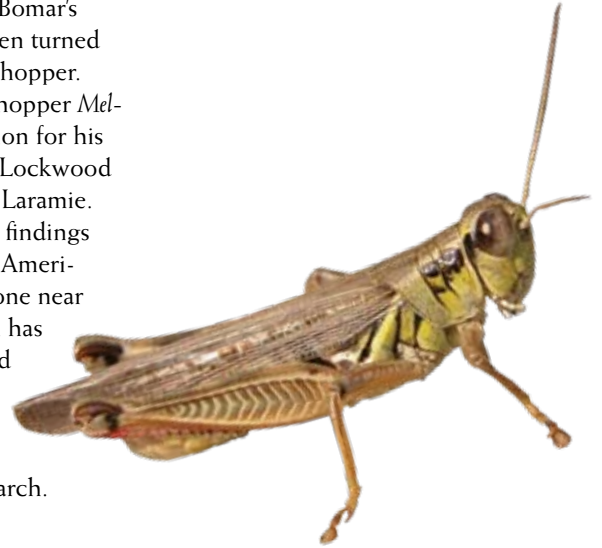 Bomar's
en turned
hopper.
hopper Mel-
on for his
Lockwood
Laramie.
findings
Ameri-
one near
has
d
arch.